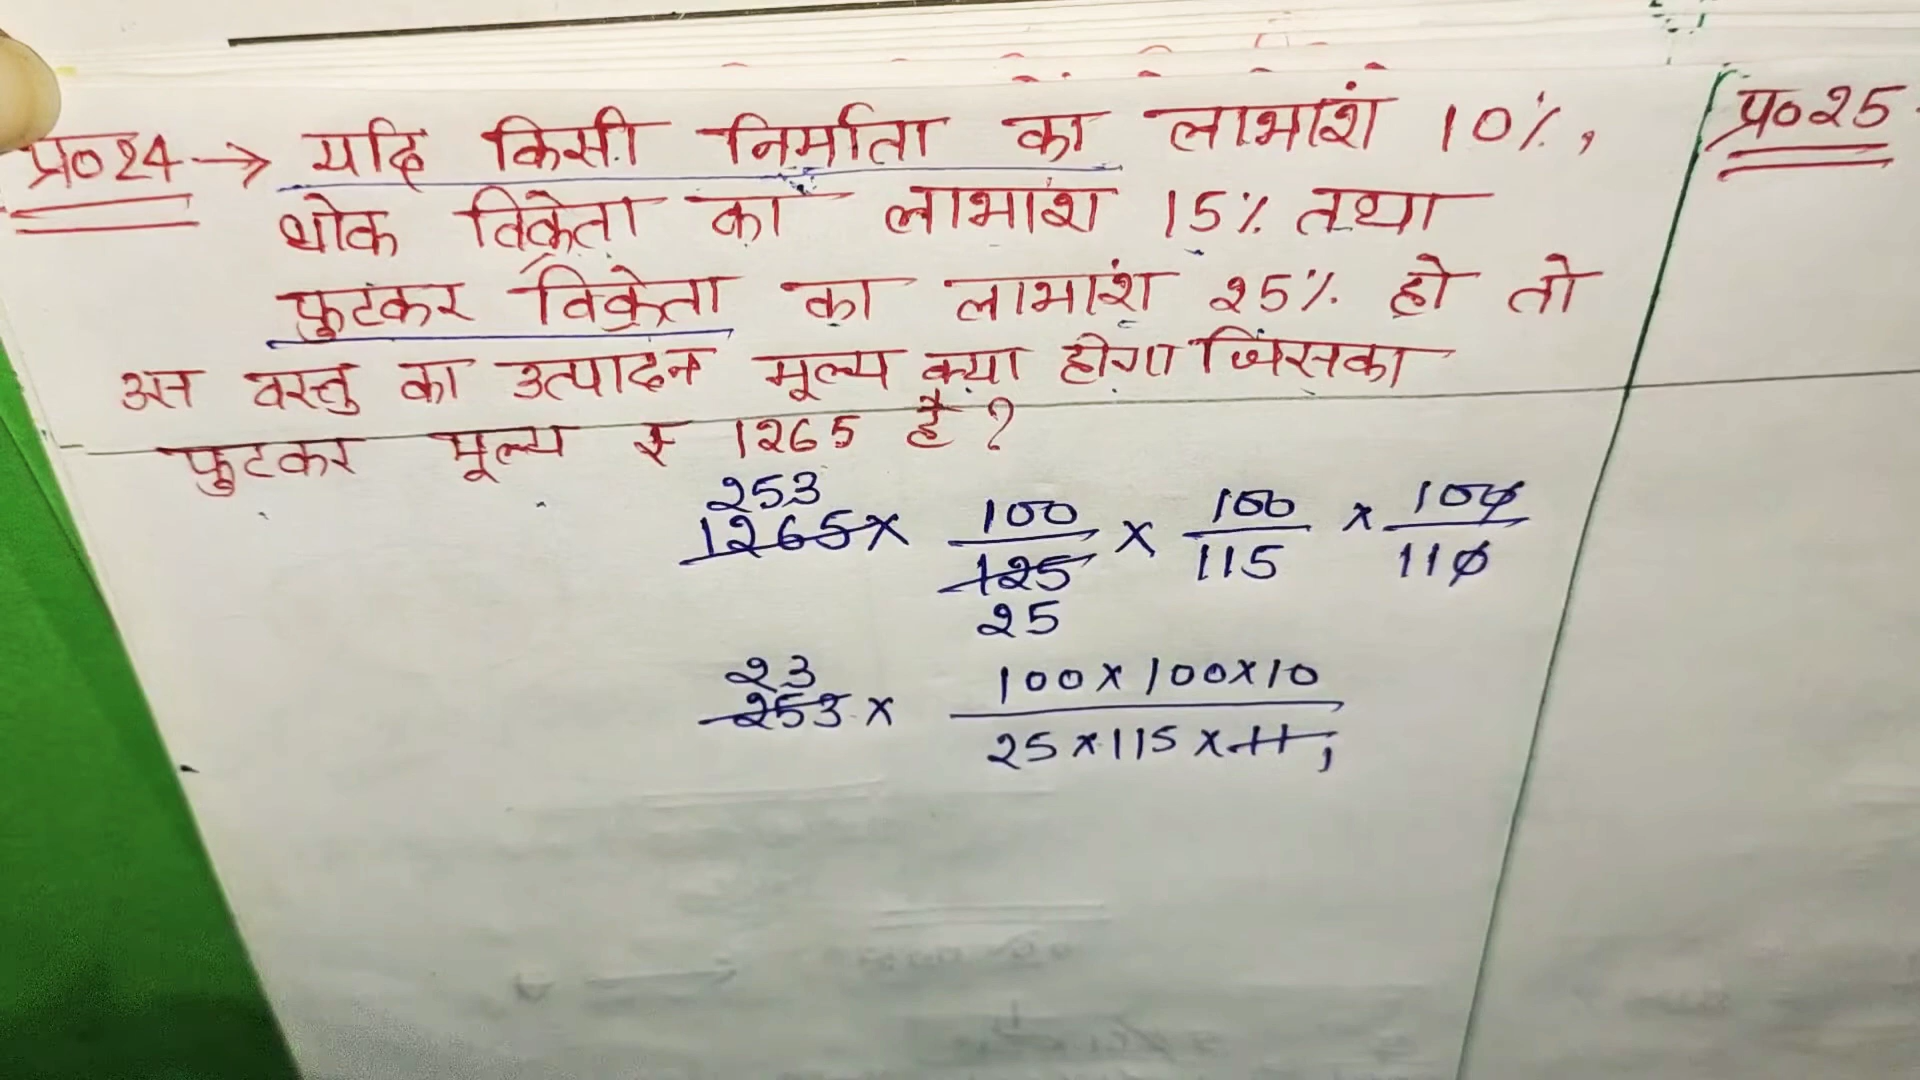 प्र०24 → यदि किसी निर्माता का लाभांश 10%,
थोक विक्रेता का लाभांश 15% तथा
फुटकर विक्रेता का लाभांश 25% हो तो
उस वस्तु का उत्पादन मूल्य क्या होगा जिसका
फुटकर मूल्य ₹ 1265 है ?
253
1265 × 100/125 × 100/115 × 100/110
25
23
253 × 100×100×10
25×115×11,
प्र०25